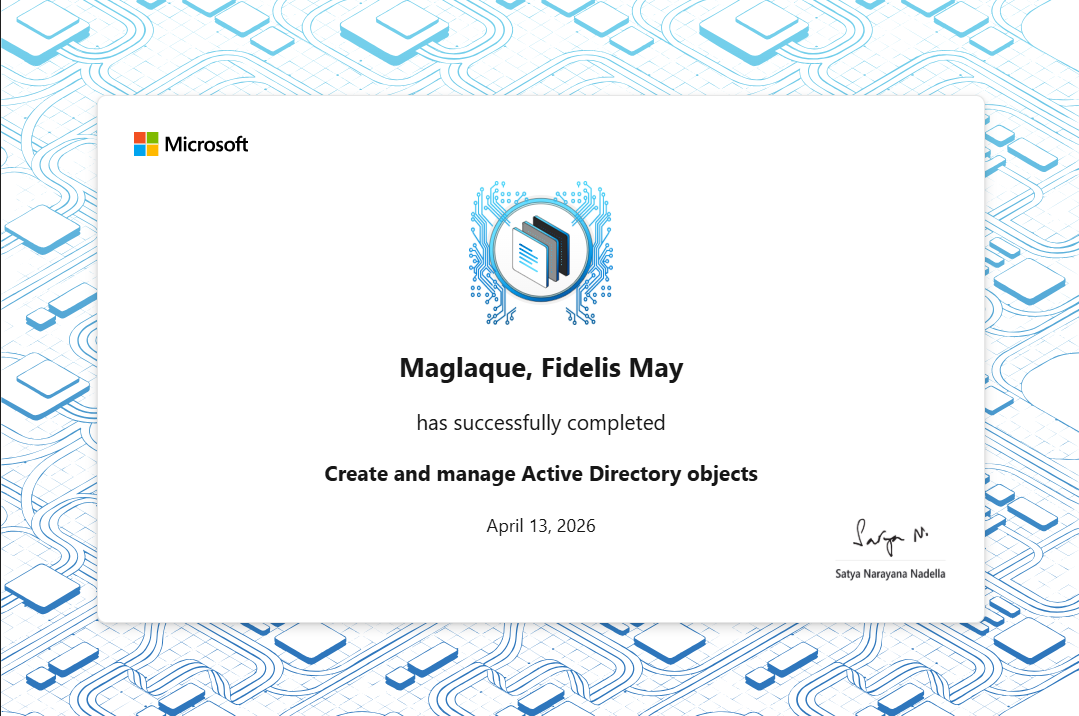 Microsoft
Maglaque, Fidelis May
has successfully completed
Create and manage Active Directory objects
April 13, 2026
Satya N.
Satya Narayana Nadella